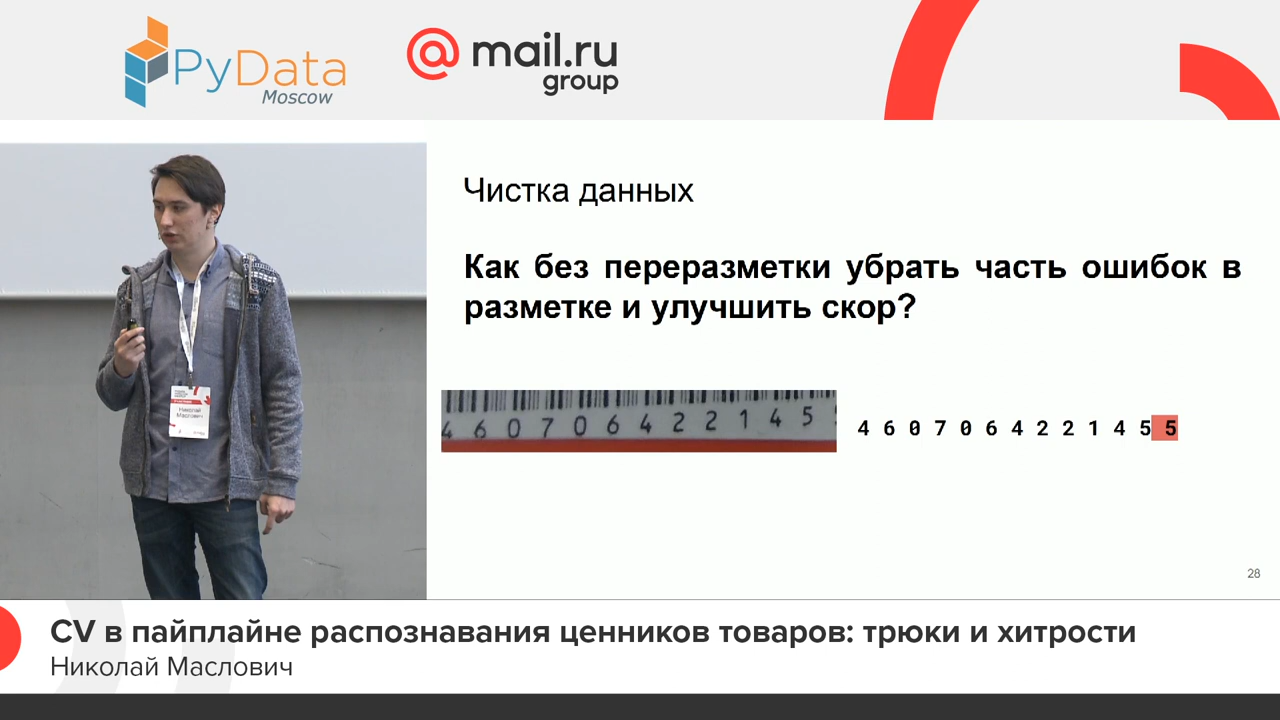 PyData
Moscow
@mail.ru
group
Чистка данных
Как без переразметки убрать часть ошибок в
разметке и улучшить скор?
4 6 0 7 0 6 4 2 2 1 4 5
4 6 0 7 0 6 4 2 2 1 4 5 5
Николай
Маслович
28
CV в пайплайне распознавания ценников товаров: трюки и хитрости
Николай Маслович